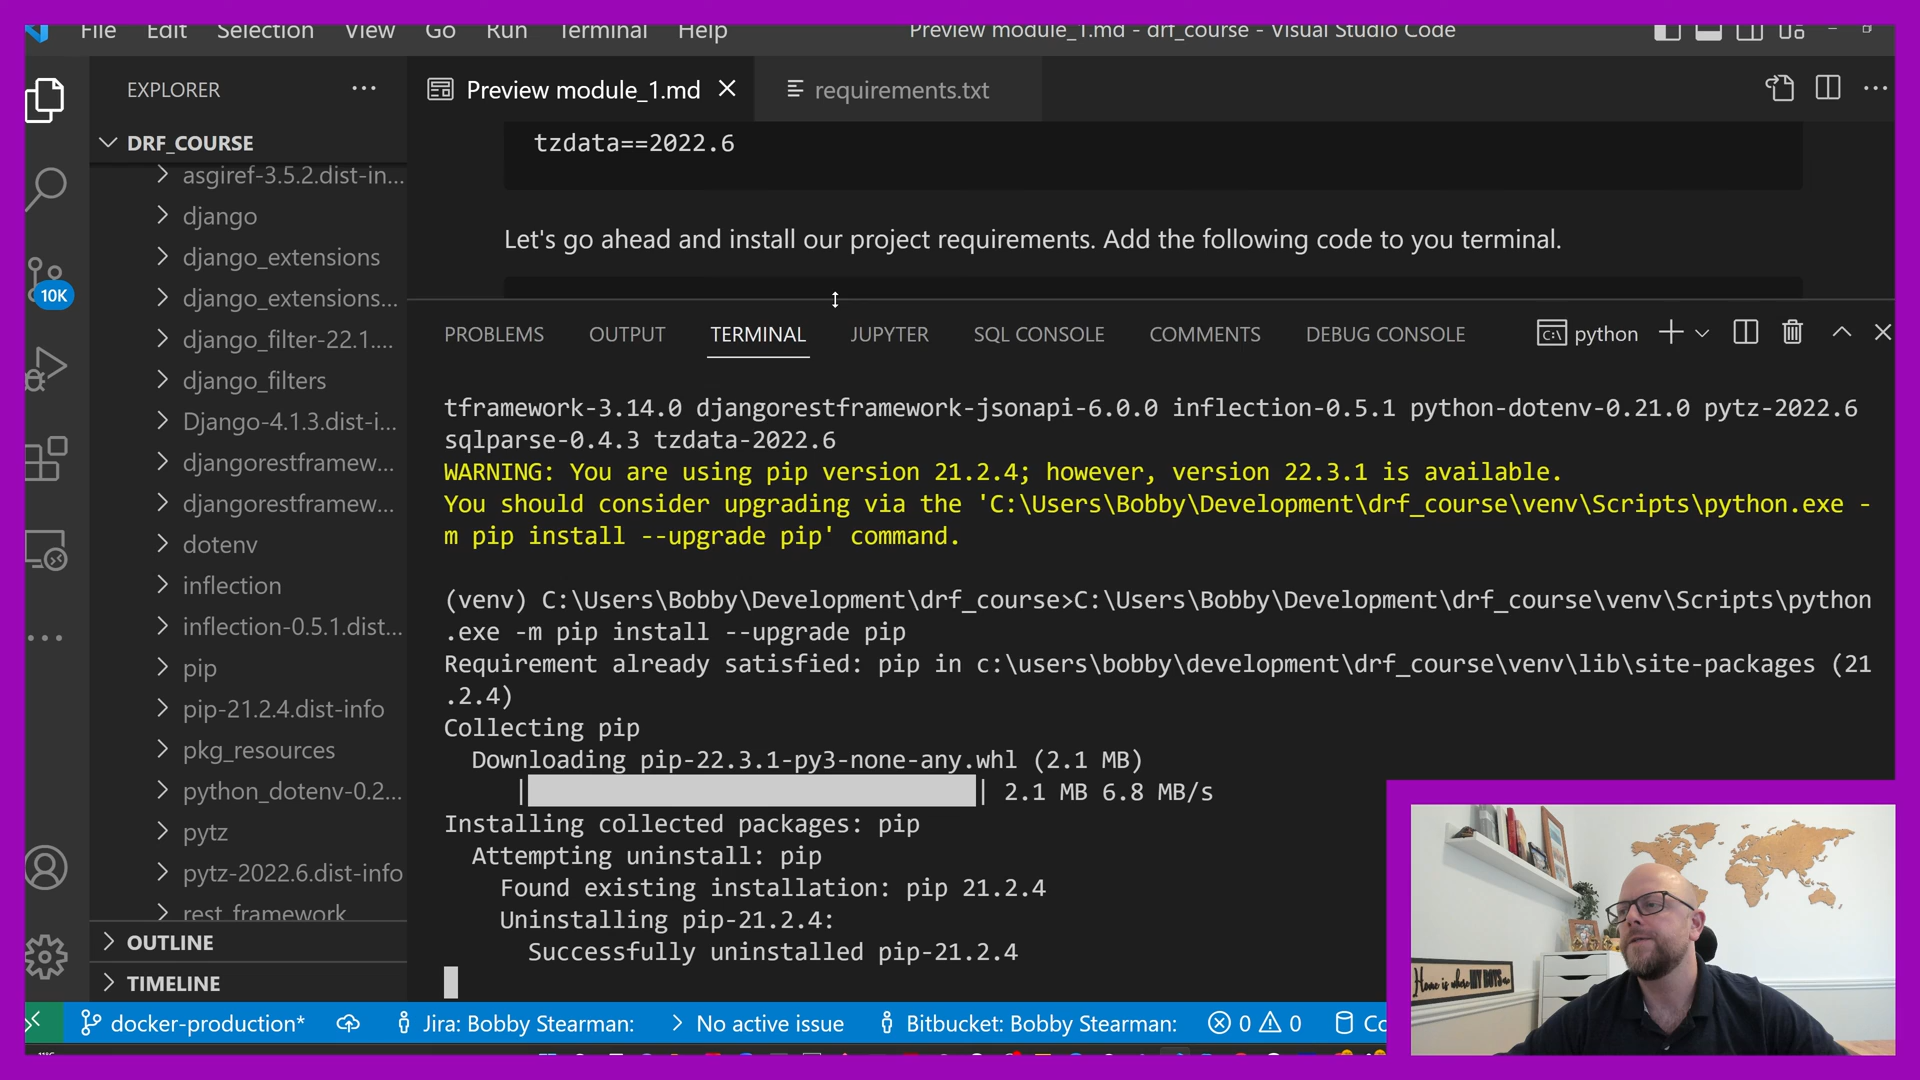 File Edit Selection View Go Run Terminal Help Preview module_1.md - drf_course - Visual Studio Code
EXPLORER ···
Preview module_1.md
requirements.txt
DRF_COURSE
asgiref-3.5.2.dist-in...
django
django_extensions
django_extensions...
django_filter-22.1....
django_filters
Django-4.1.3.dist-i...
djangorestframew...
djangorestframew...
dotenv
inflection
inflection-0.5.1.dist...
pip
pip-21.2.4.dist-info
pkg_resources
python_dotenv-0.2...
pytz
pytz-2022.6.dist-info
rest_framework
OUTLINE
TIMELINE
10K
tzdata==2022.6
Let's go ahead and install our project requirements. Add the following code to you terminal.
PROBLEMS OUTPUT TERMINAL JUPYTER SQL CONSOLE COMMENTS DEBUG CONSOLE python
tframework-3.14.0 djangorestframework-jsonapi-6.0.0 inflection-0.5.1 python-dotenv-0.21.0 pytz-2022.6
sqlparse-0.4.3 tzdata-2022.6
WARNING: You are using pip version 21.2.4; however, version 22.3.1 is available.
You should consider upgrading via the 'C:\Users\Bobby\Development\drf_course\venv\Scripts\python.exe -
m pip install --upgrade pip' command.
(venv) C:\Users\Bobby\Development\drf_course>C:\Users\Bobby\Development\drf_course\venv\Scripts\python
.exe -m pip install --upgrade pip
Requirement already satisfied: pip in c:\users\bobby\development\drf_course\venv\lib\site-packages (21
.2.4)
Collecting pip
Downloading pip-22.3.1-py3-none-any.whl (2.1 MB)
| | 2.1 MB 6.8 MB/s
Installing collected packages: pip
Attempting uninstall: pip
Found existing installation: pip 21.2.4
Uninstalling pip-21.2.4:
Successfully uninstalled pip-21.2.4
Home is where MY BOYS
docker-production* Jira: Bobby Stearman: No active issue Bitbucket: Bobby Stearman: 0 0 Co